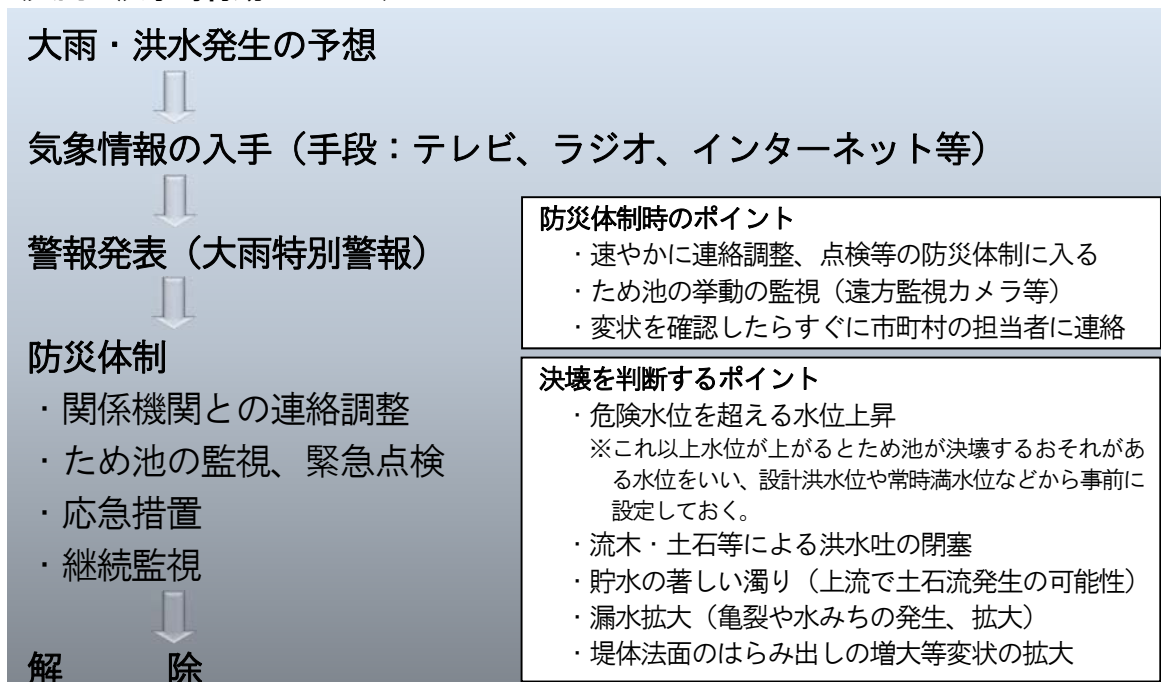 大雨・洪水発生の予想
気象情報の入手（手段：テレビ、ラジオ、インターネット等）
警報発表（大雨特別警報）
防災体制
・関係機関との連絡調整
・ため池の監視、緊急点検
・応急措置
・継続監視
解　　　除
防災体制時のポイント
・速やかに連絡調整、点検等の防災体制に入る
・ため池の挙動の監視（遠方監視カメラ等）
・変状を確認したらすぐに市町村の担当者に連絡
決壊を判断するポイント
・危険水位を超える水位上昇
※これ以上水位が上がるとため池が決壊するおそれがあ
る水位をいい、設計洪水位や常時満水位などから事前に
設定しておく。
・流木・土石等による洪水吐の閉塞
・貯水の著しい濁り（上流で土石流発生の可能性）
・漏水拡大（亀裂や水みちの発生、拡大）
・堤体法面のはらみ出しの増大等変状の拡大